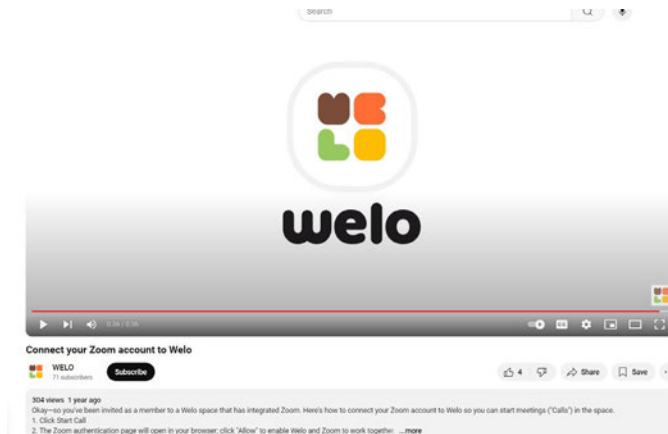 Search
welo
0:36 / 0:36
Connect your Zoom account to Welo
WELO
71 subscribers
Subscribe
4
Share
Save
304 views 1 year ago
Okay—so you've been invited as a member to a Welo space that has integrated Zoom. Here's how to connect your Zoom account to Welo so you can start meetings ("Calls") in the space.
1. Click Start Call
2. The Zoom authentication page will open in your browser; click "Allow" to enable Welo and Zoom to work together. ...more